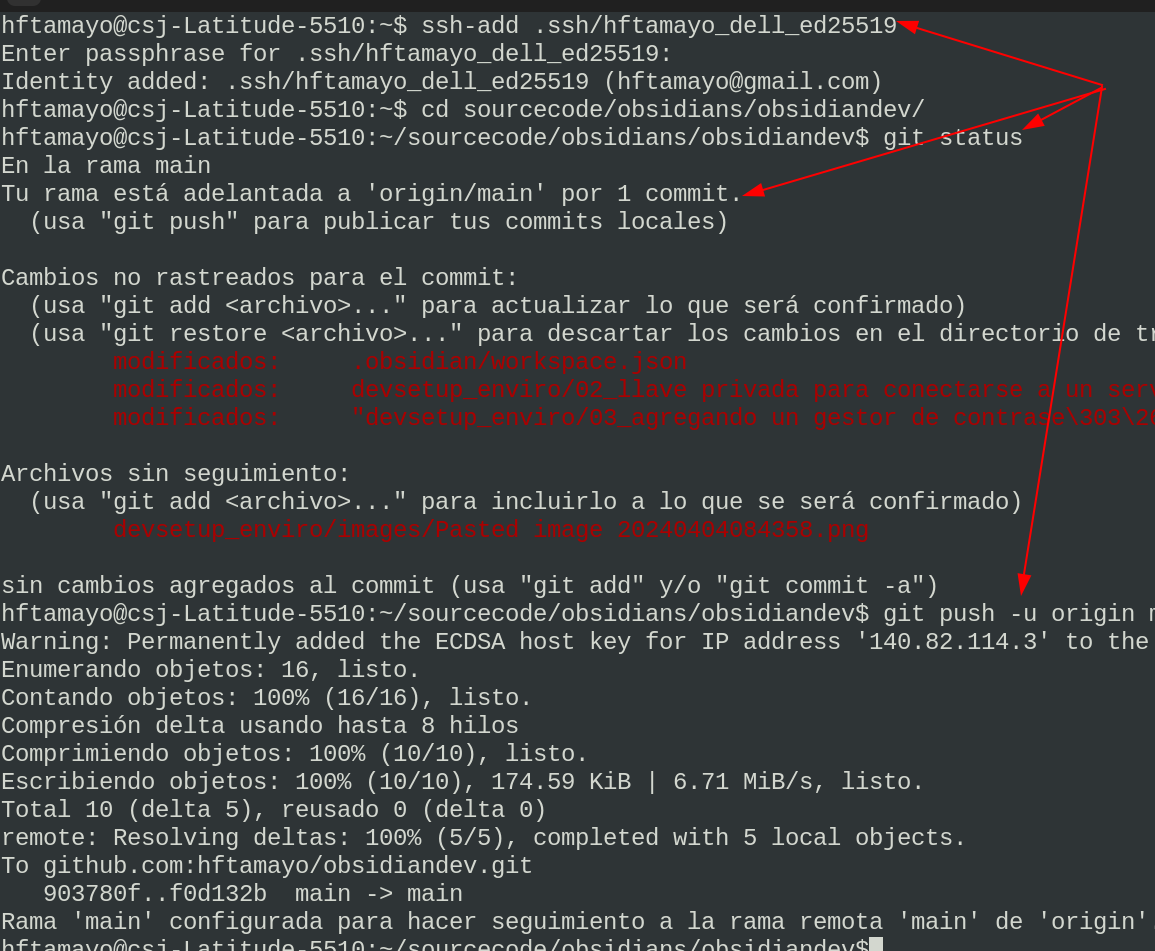 hftamayo@csj-Latitude-5510:~$ ssh-add .ssh/hftamayo_dell_ed25519
Enter passphrase for .ssh/hftamayo_dell_ed25519:
Identity added: .ssh/hftamayo_dell_ed25519 (hftamayo@gmail.com)
hftamayo@csj-Latitude-5510:~$ cd sourcecode/obsidians/obsidiandev/
hftamayo@csj-Latitude-5510:~/sourcecode/obsidians/obsidiandev$ git status
En la rama main
Tu rama está adelantada a 'origin/main' por 1 commit.
  (usa "git push" para publicar tus commits locales)
Cambios no rastreados para el commit:
  (usa "git add <archivo>..." para actualizar lo que será confirmado)
  (usa "git restore <archivo>..." para descartar los cambios en el directorio de
        modificados:     .obsidian/workspace.json
        modificados:     devsetup_enviro/02_llave privada para conectarse a un
        modificados:     "devsetup_enviro/03_agregando un gestor de
Archivos sin seguimiento:
  (usa "git add <archivo>..." para incluirlo a lo que se será confirmado)
        devsetup_enviro/images/Pasted image 20240404084358.png
sin cambios agregados al commit (usa "git add" y/o "git commit -a")
hftamayo@csj-Latitude-5510:~/sourcecode/obsidians/obsidiandev$ git push -u origin
Warning: Permanently added the ECDSA host key for IP address '140.82.114.3' to the
Enumerando objetos: 16, listo.
Contando objetos: 100% (16/16), listo.
Compresión delta usando hasta 8 hilos
Comprimiendo objetos: 100% (10/10), listo.
Escribiendo objetos: 100% (10/10), 174.59 KiB | 6.71 MiB/s, listo.
Total 10 (delta 5), reusado 0 (delta 0)
remote: Resolving deltas: 100% (5/5), completed with 5 local objects.
To github.com:hftamayo/obsidiandev.git
   903780f..f0d132b  main -> main
Rama 'main' configurada para hacer seguimiento a la rama remota 'main' de 'origin'
hftamayo@csj-Latitude-5510:~/sourcecode/obsidians/obsidiandev$